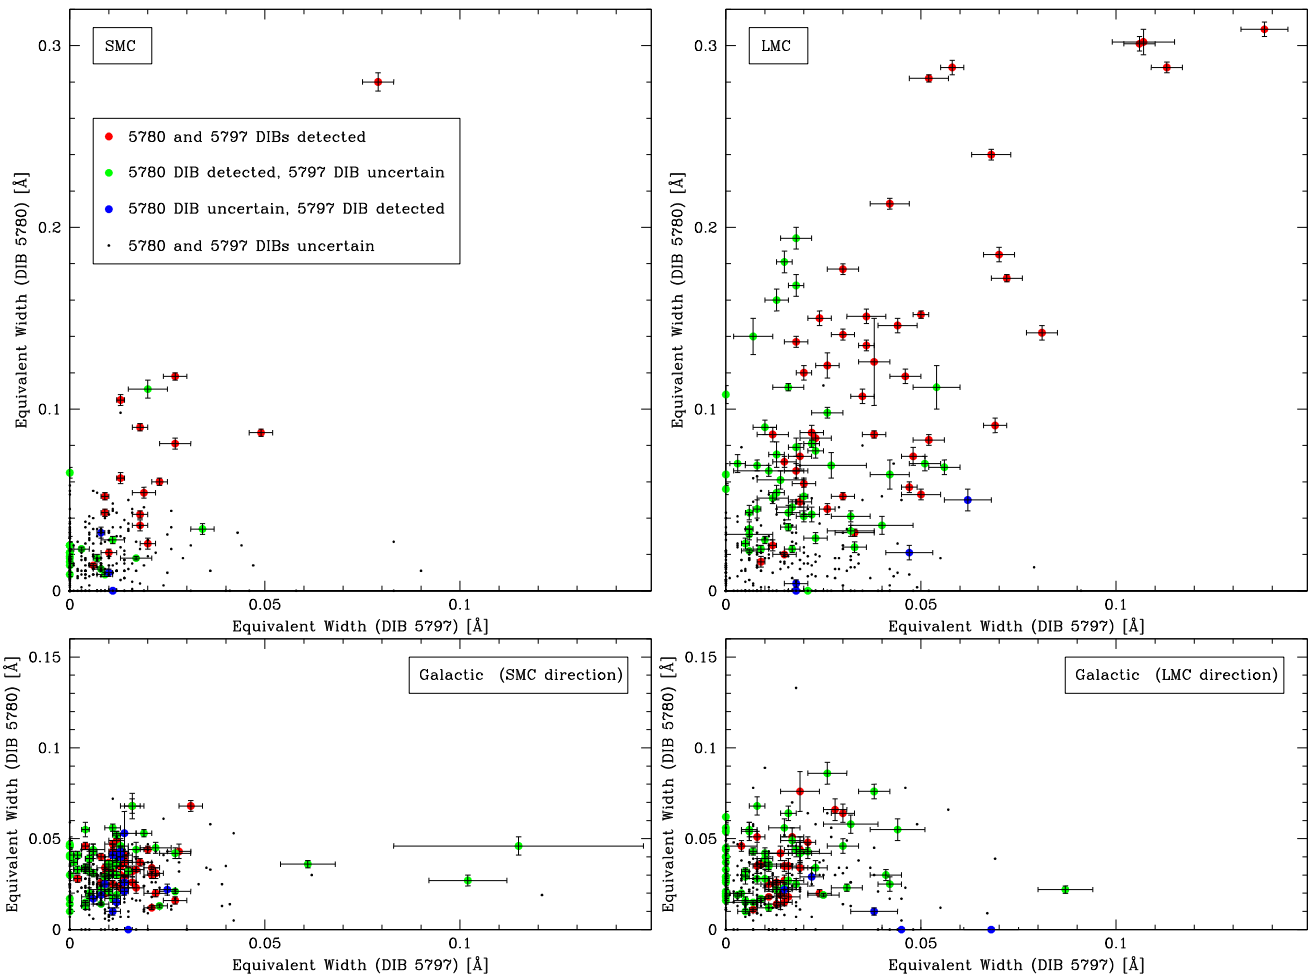 SMC
5780 and 5797 DIBs detected
5780 DIB detected, 5797 DIB uncertain
5780 DIB uncertain, 5797 DIB detected
5780 and 5797 DIBs uncertain
0.3
0.2
0.1
0
Equivalent Width (DIB 5780) [Å]
0
0.05
0.1
Equivalent Width (DIB 5797) [Å]
LMC
0.3
0.2
0.1
0
Equivalent Width (DIB 5780) [Å]
0
0.05
0.1
Equivalent Width (DIB 5797) [Å]
Galactic (SMC direction)
0.15
0.1
0.05
0
Equivalent Width (DIB 5780) [Å]
0
0.05
0.1
Equivalent Width (DIB 5797) [Å]
Galactic (LMC direction)
0.15
0.1
0.05
0
Equivalent Width (DIB 5780) [Å]
0
0.05
0.1
Equivalent Width (DIB 5797) [Å]